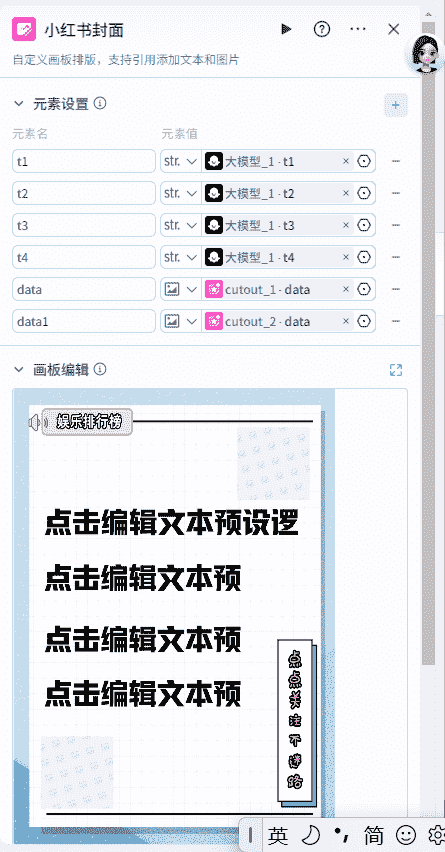 小红书封面
自定义画板排版，支持引用添加文本和图片
元素设置
元素名 元素值
t1 str. 大模型_1 · t1
t2 str. 大模型_1 · t2
t3 str. 大模型_1 · t3
t4 str. 大模型_1 · t4
data cutout_1 · data
data1 cutout_2 · data
画板编辑
娱乐排行榜
点击编辑文本预设逻
点击编辑文本预
点击编辑文本预
点击编辑文本预
点点关注不迷路
英 简